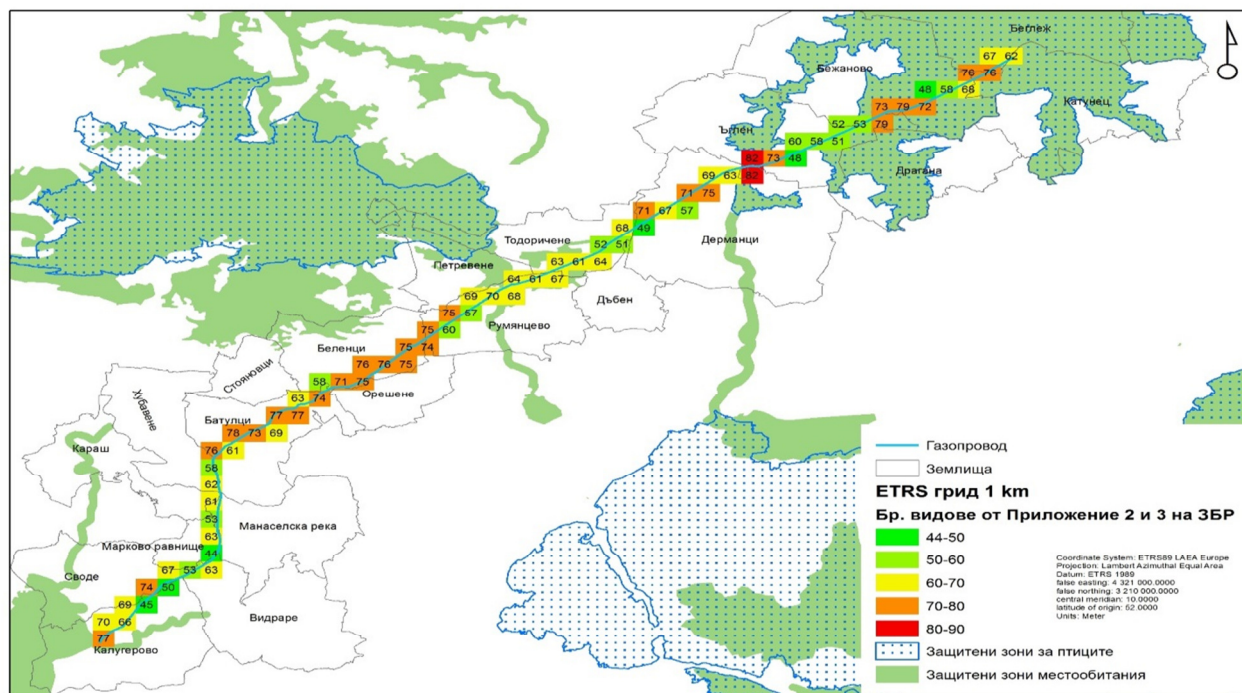 Беглеж
67 62
Бежаново
76 76
48 58 68
Катунец
73 79 72
Ъглен
52 53 79
60 58 51
82 73 48
Драгана
69 63 82
71 75
71 67 57
68 49
Тодоричене
52 51
Дерманци
Петревене
63 61 64
64 61 67
69 70 68
Дъбен
75 57
Румянцево
75 60
Беленци
75 74
Стояновци
76 76 75
58 71 75
Орешене
Хубавене
63 74
77 77
Батулци
78 73 69
Караш
76 61
58
62
61
53
Манаселска река
63
Марково равнище
44
67 53 63
Своде
74 50
69 45
Видраре
70 66
77
Калугерово
Газопровод
Землища
ETRS грид 1 km
Бр. видове от Приложение 2 и 3 на ЗБР
44-50
50-60
60-70
70-80
80-90
Coordinate System: ETRS89 LAEA Europe
Projection: Lambert Azimuthal Equal Area
Datum: ETRS 1989
false easting: 4 321 000.0000
false northing: 3 210 000.0000
central meridian: 10.0000
latitude of origin: 52.0000
Units: Meter
Защитени зони за птиците
Защитени зони местообитания